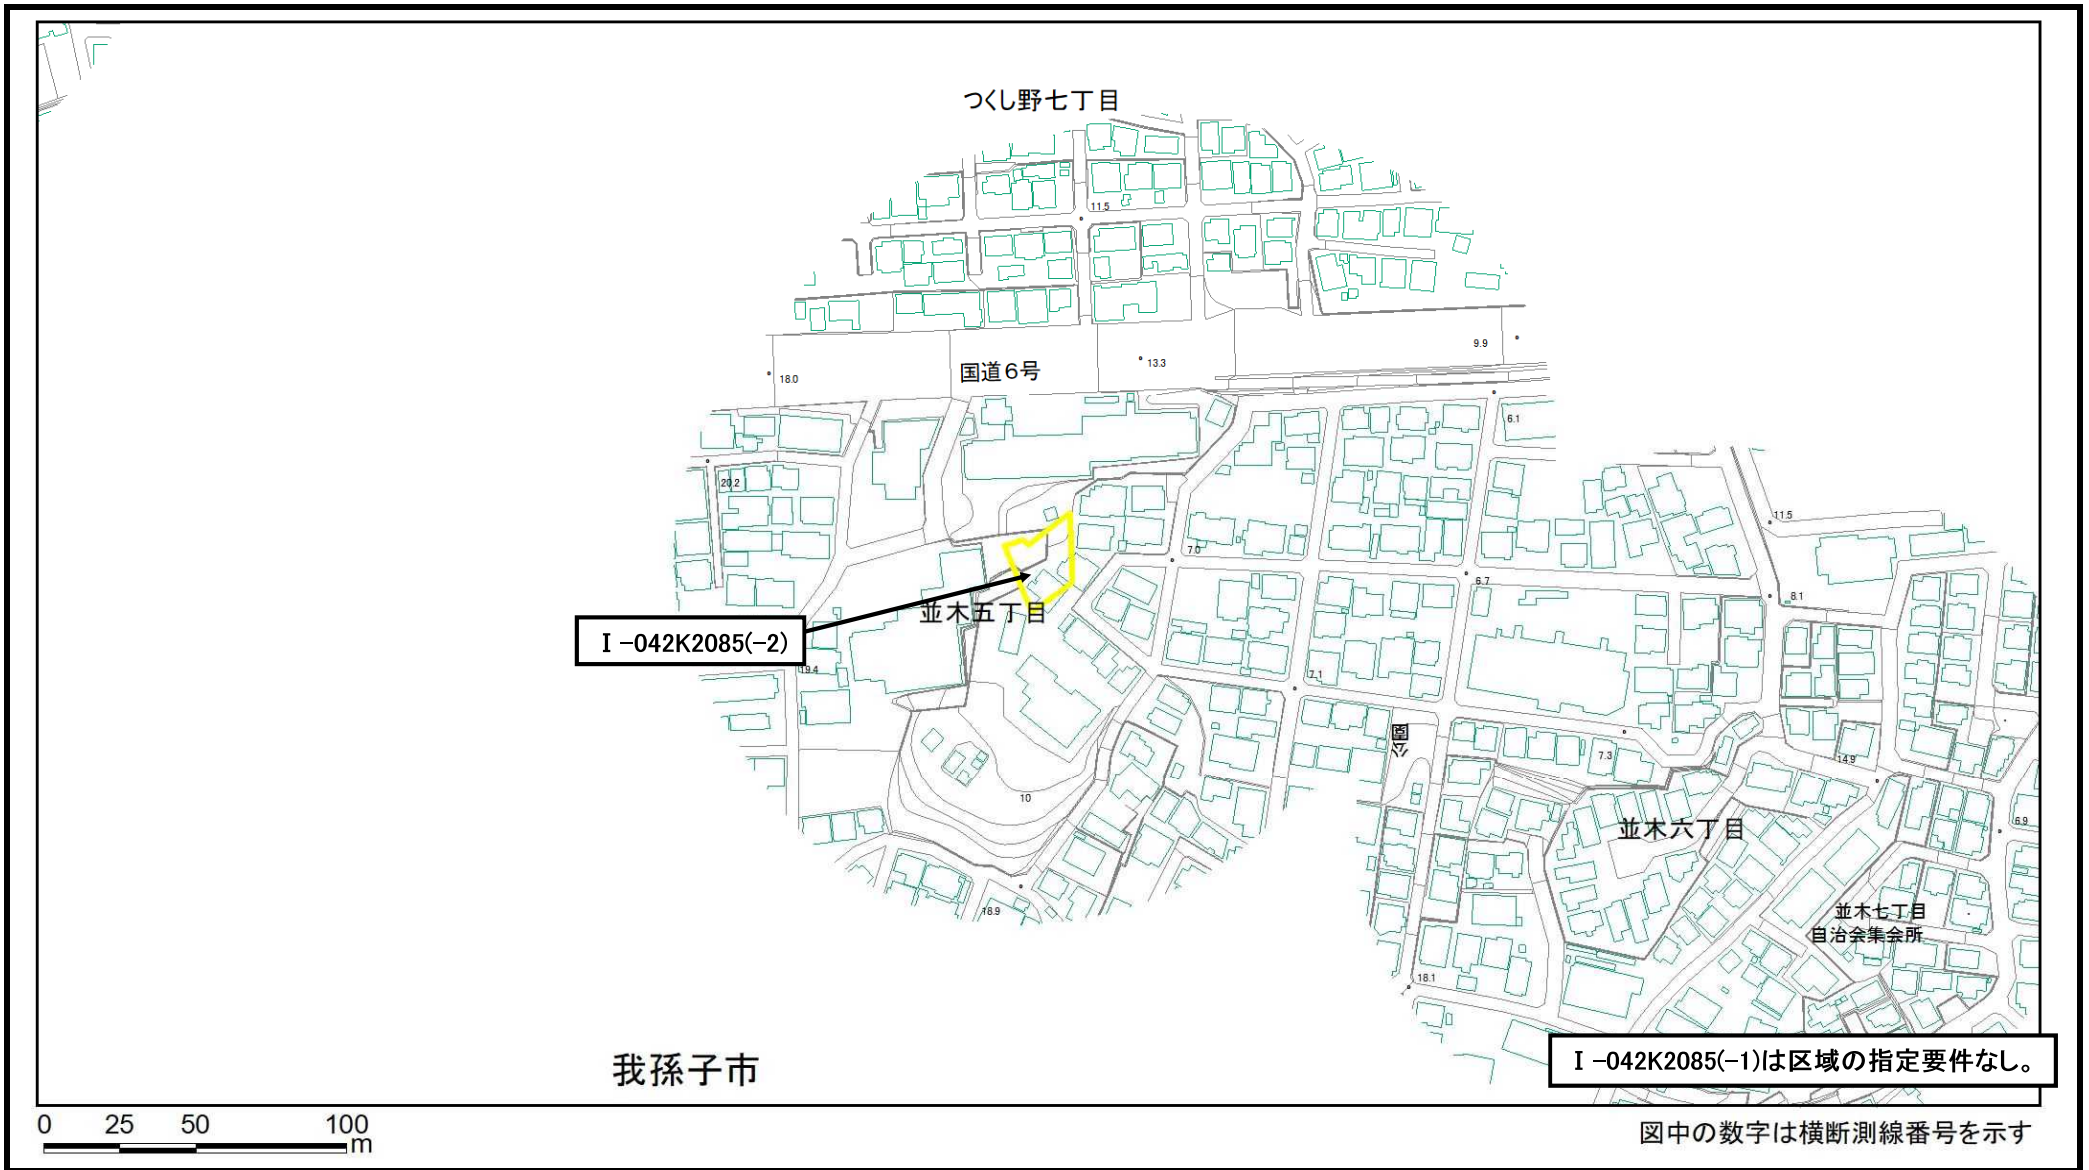 つくし野七丁目
11.5
9.9
13.3
国道6号
18.0
6.1
20.2
11.5
7.0
6.7
8.1
並木五丁目
Ⅰ-042K2085(-2)
19.4
7.1
公園
7.3
14.9
10
並木六丁目
6.9
18.9
並木七丁目
自治会集会所
18.1
我孫子市
Ⅰ-042K2085(-1)は区域の指定要件なし。
0 25 50 100
m
図中の数字は横断測線番号を示す